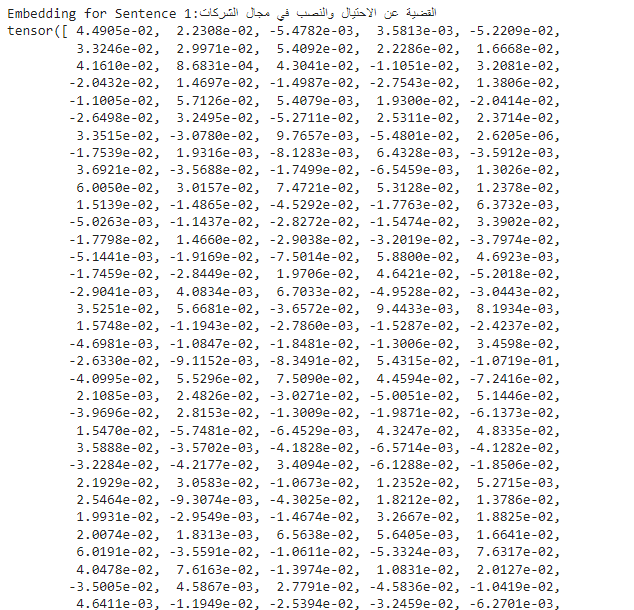 Embedding for Sentence 1:القضية عن الاحتيال والنصب في مجال الشركات
tensor([ 4.4905e-02, 2.2308e-02, -5.4782e-03, 3.5813e-03, -5.2209e-02,
3.3246e-02, 2.9971e-02, 5.4092e-02, 2.2286e-02, 1.6668e-02,
4.1610e-02, 8.6831e-04, 4.3041e-02, -1.1051e-02, 3.2081e-02,
-2.0432e-02, 1.4697e-02, -1.4987e-02, -2.7543e-02, 1.3806e-02,
-1.1005e-02, 5.7126e-02, 5.4079e-03, 1.9300e-02, -2.0414e-02,
-2.6498e-02, 3.2495e-02, -5.2711e-02, 2.5311e-02, 2.3714e-02,
3.3515e-02, -3.0780e-02, 9.7657e-03, -5.4801e-02, 2.6205e-06,
-1.7539e-02, 1.9316e-03, -8.1283e-03, 6.4328e-03, -3.5912e-03,
3.6921e-02, -3.5688e-02, -1.7499e-02, -6.5459e-03, 1.3026e-02,
6.0050e-02, 3.0157e-02, 7.4721e-02, 5.3128e-02, 1.2378e-02,
1.5139e-02, -1.4865e-02, -4.5292e-02, -1.7763e-02, 6.3732e-03,
-5.0263e-03, -1.1437e-02, -2.8272e-02, -1.5474e-02, 3.3902e-02,
-1.7798e-02, 1.4660e-02, -2.9038e-02, -3.2019e-02, -3.7974e-02,
-5.1441e-03, -1.9169e-02, -7.5014e-02, 5.8800e-02, 4.6923e-03,
-1.7459e-02, -2.8449e-02, 1.9706e-02, 4.6421e-02, -5.2018e-02,
-2.9041e-03, 4.0834e-03, 6.7033e-02, -4.9528e-02, -3.0443e-02,
3.5251e-02, 5.6681e-02, -3.6572e-02, 9.4433e-03, 8.1934e-03,
1.5748e-02, -1.1943e-02, -2.7860e-03, -1.5287e-02, -2.4237e-02,
-4.6981e-03, -1.0847e-02, -1.8481e-02, -1.3006e-02, 3.4598e-02,
-2.6330e-02, -9.1152e-03, -8.3491e-02, 5.4315e-02, -1.0719e-01,
-4.0995e-02, 5.5296e-02, 7.5090e-02, 4.4594e-02, -7.2416e-02,
2.1085e-03, 2.4826e-02, -3.0271e-02, -5.0051e-02, 5.1446e-02,
-3.9696e-02, 2.8153e-02, -1.3009e-02, -1.9871e-02, -6.1373e-02,
1.5470e-02, -5.7481e-02, -6.4529e-03, 4.3247e-02, 4.8335e-02,
3.5888e-02, -3.5702e-02, -4.1828e-02, -6.5714e-03, -4.1282e-02,
-3.2284e-02, -4.2177e-02, 3.4094e-02, -6.1288e-02, -1.8506e-02,
2.1929e-02, 3.0583e-02, -1.0673e-02, 1.2352e-02, 5.2715e-03,
2.5464e-02, -9.3074e-03, -4.3025e-02, 1.8212e-02, 1.3786e-02,
1.9931e-02, -2.9549e-03, -1.4674e-02, 3.2667e-02, 1.8825e-02,
2.0074e-02, 1.8313e-02, 6.5638e-02, 5.6405e-03, 1.6641e-02,
6.0191e-02, -3.5591e-02, -1.0611e-02, -5.3324e-02, 7.6317e-02,
4.0478e-02, 7.6163e-02, -1.3974e-02, 1.0831e-02, 2.0127e-02,
-3.5005e-02, 4.5867e-03, 2.7791e-02, -4.5836e-02, -1.0419e-02,
4.6411e-03, -1.1949e-02, -2.5394e-02, -3.2459e-02, -6.2701e-03,